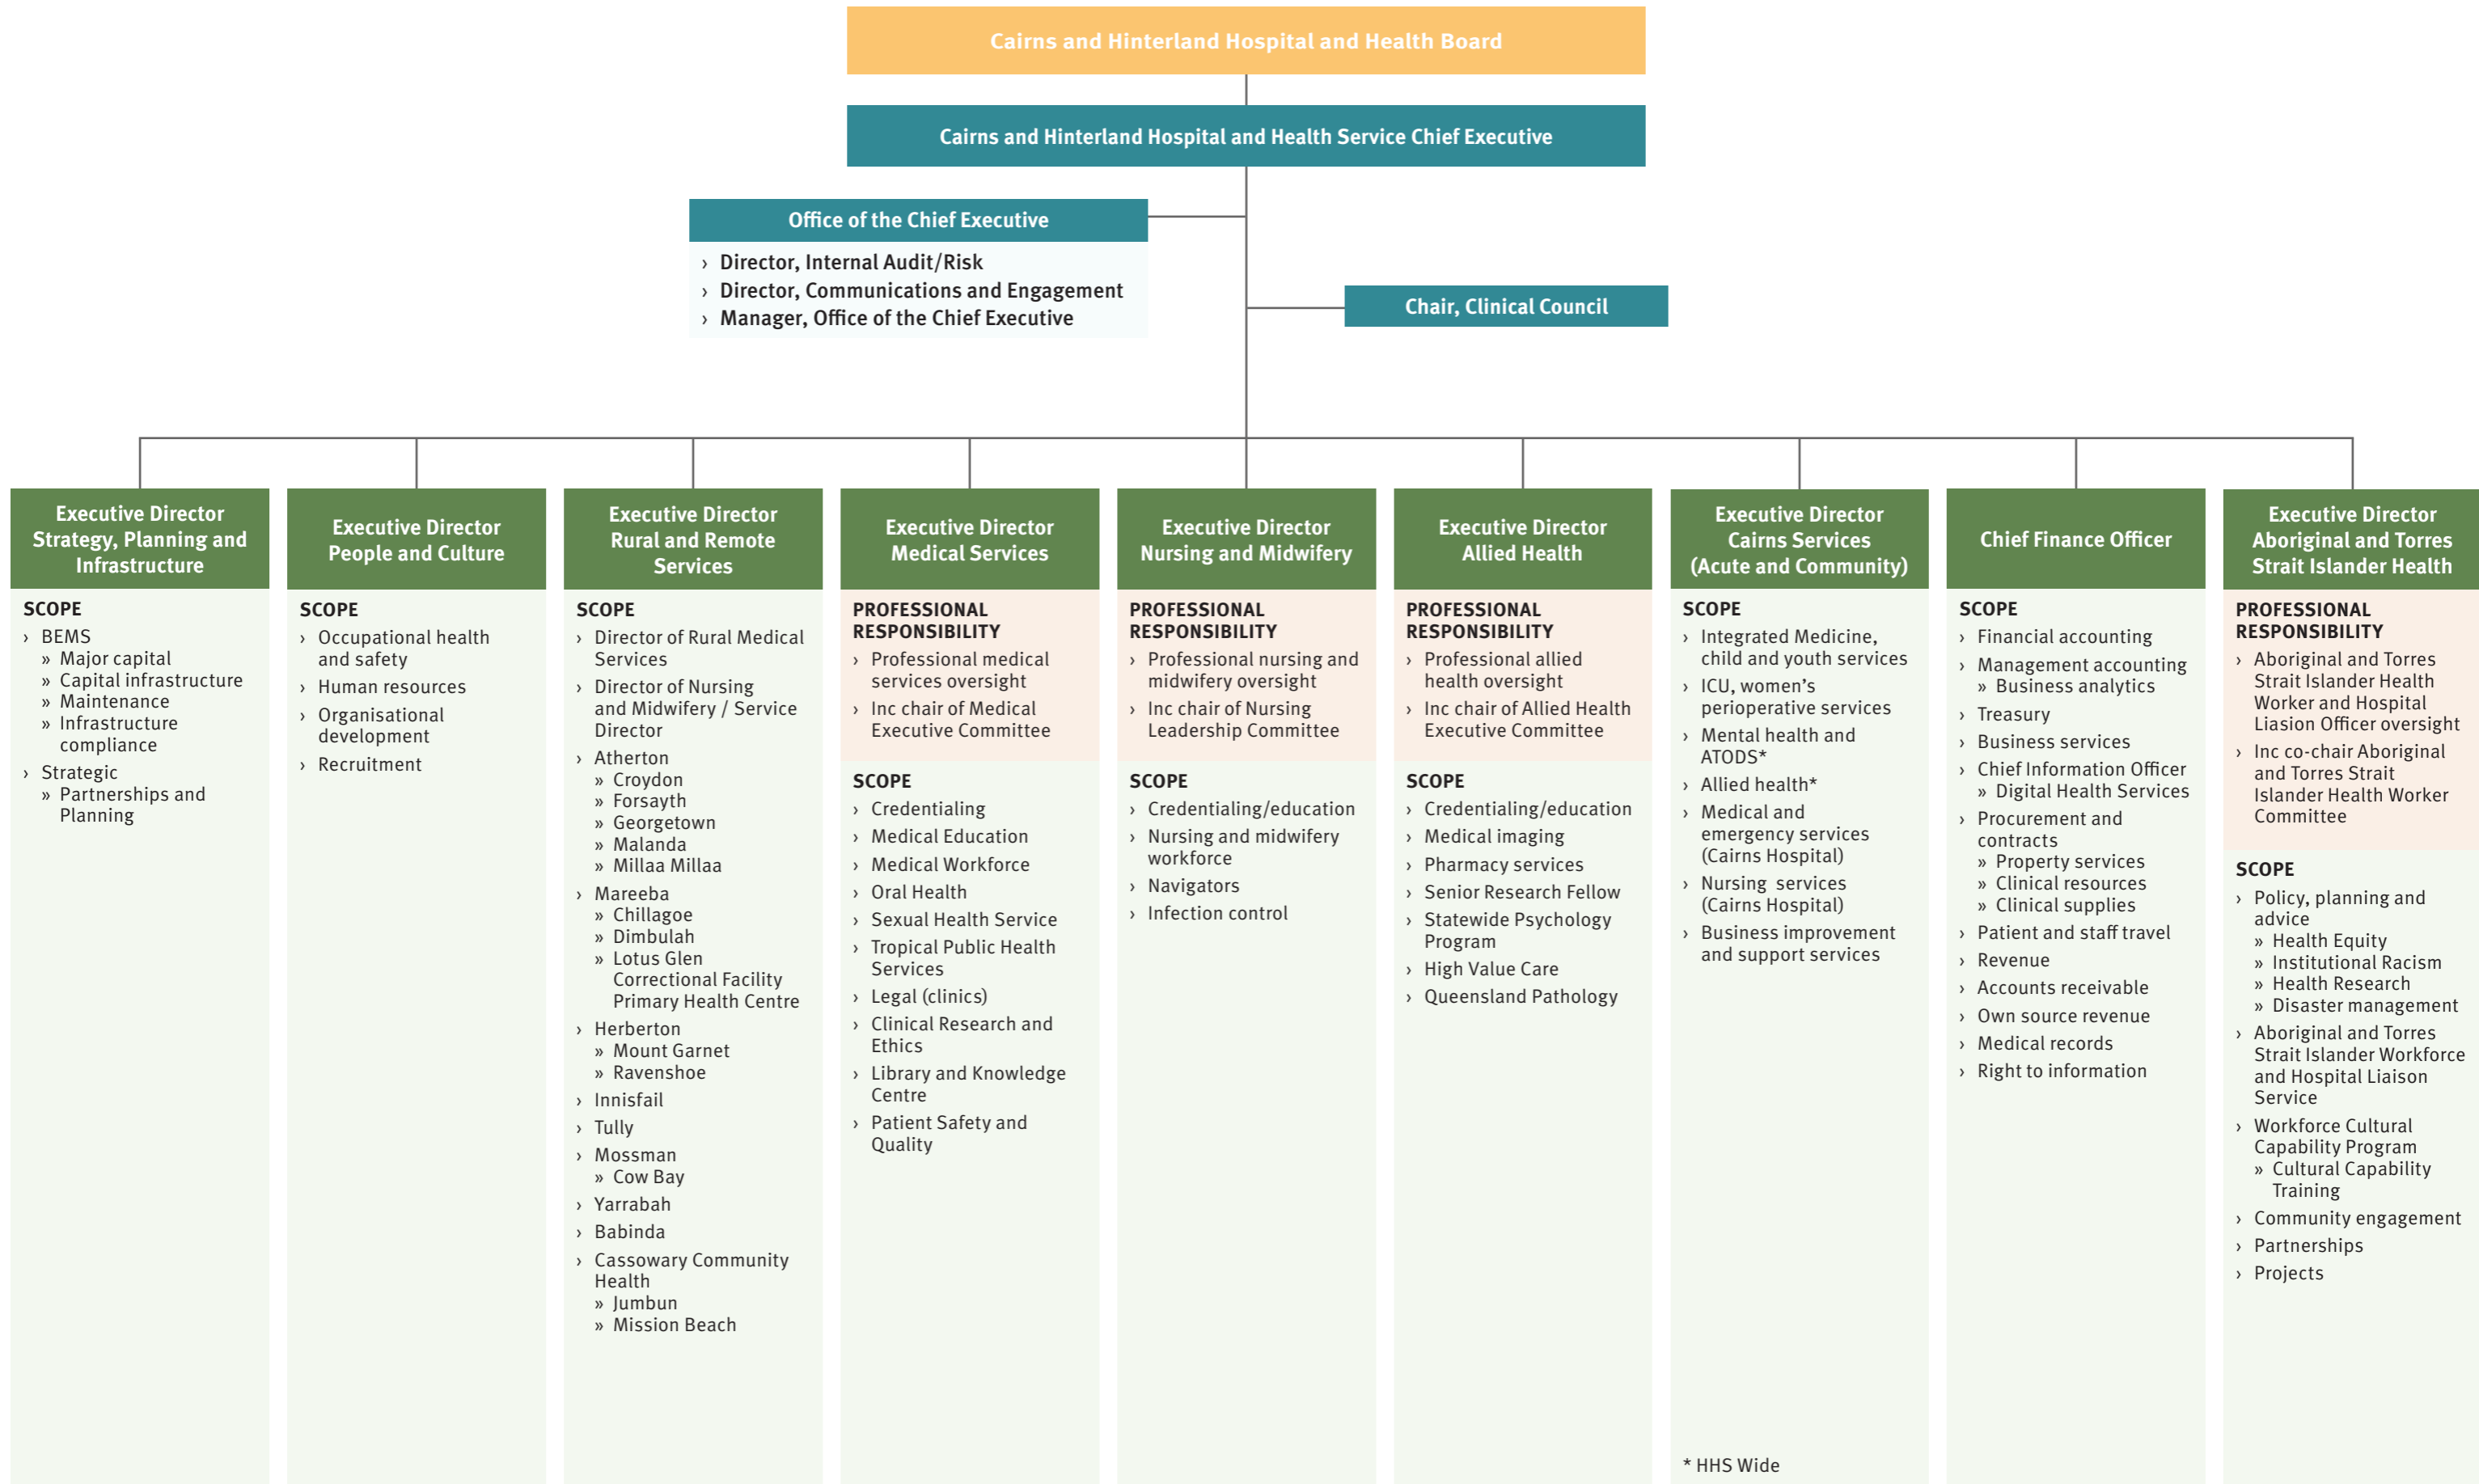 Cairns and Hinterland Hospital and Health Board
Cairns and Hinterland Hospital and Health Service Chief Executive
Office of the Chief Executive
› Director, Internal Audit/Risk
› Director, Communications and Engagement
› Manager, Office of the Chief Executive
Chair, Clinical Council
Executive Director
Strategy, Planning and
Infrastructure
SCOPE
› BEMS
» Major capital
» Capital infrastructure
» Maintenance
» Infrastructure
compliance
› Strategic
» Partnerships and
Planning
Executive Director
People and Culture
SCOPE
› Occupational health
and safety
› Human resources
› Organisational
development
› Recruitment
Executive Director
Rural and Remote
Services
SCOPE
› Director of Rural Medical
Services
› Director of Nursing
and Midwifery / Service
Director
› Atherton
» Croydon
» Forsayth
» Georgetown
» Malanda
» Millaa Millaa
› Mareeba
» Chillagoe
» Dimbulah
» Lotus Glen
Correctional Facility
Primary Health Centre
› Herberton
» Mount Garnet
» Ravenshoe
› Innisfail
› Tully
› Mossman
» Cow Bay
› Yarrabah
› Babinda
› Cassowary Community
Health
» Jumbun
» Mission Beach
Executive Director
Medical Services
PROFESSIONAL
RESPONSIBILITY
› Professional medical
services oversight
› Inc chair of Medical
Executive Committee
SCOPE
› Credentialing
› Medical Education
› Medical Workforce
› Oral Health
› Sexual Health Service
› Tropical Public Health
Services
› Legal (clinics)
› Clinical Research and
Ethics
› Library and Knowledge
Centre
› Patient Safety and
Quality
Executive Director
Nursing and Midwifery
PROFESSIONAL
RESPONSIBILITY
› Professional nursing and
midwifery oversight
› Inc chair of Nursing
Leadership Committee
SCOPE
› Credentialing/education
› Nursing and midwifery
workforce
› Navigators
› Infection control
Executive Director
Allied Health
PROFESSIONAL
RESPONSIBILITY
› Professional allied
health oversight
› Inc chair of Allied Health
Executive Committee
SCOPE
› Credentialing/education
› Medical imaging
› Pharmacy services
› Senior Research Fellow
› Statewide Psychology
Program
› High Value Care
› Queensland Pathology
Executive Director
Cairns Services
(Acute and Community)
SCOPE
› Integrated Medicine,
child and youth services
› ICU, women’s
perioperative services
› Mental health and
ATODS*
› Allied health*
› Medical and
emergency services
(Cairns Hospital)
› Nursing services
(Cairns Hospital)
› Business improvement
and support services
* HHS Wide
Chief Finance Officer
SCOPE
› Financial accounting
› Management accounting
» Business analytics
› Treasury
› Business services
› Chief Information Officer
» Digital Health Services
› Procurement and
contracts
» Property services
» Clinical resources
» Clinical supplies
› Patient and staff travel
› Revenue
› Accounts receivable
› Own source revenue
› Medical records
› Right to information
Executive Director
Aboriginal and Torres
Strait Islander Health
PROFESSIONAL
RESPONSIBILITY
› Aboriginal and Torres
Strait Islander Health
Worker and Hospital
Liasion Officer oversight
› Inc co-chair Aboriginal
and Torres Strait
Islander Health Worker
Committee
SCOPE
› Policy, planning and
advice
» Health Equity
» Institutional Racism
» Health Research
» Disaster management
› Aboriginal and Torres
Strait Islander Workforce
and Hospital Liaison
Service
› Workforce Cultural
Capability Program
» Cultural Capability
Training
› Community engagement
› Partnerships
› Projects